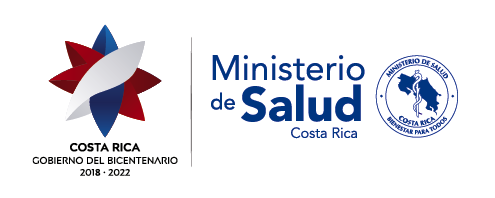 COSTA RICA
GOBIERNO DEL BICENTENARIO
2018 · 2022
Ministerio
de Salud
Costa Rica
MINISTERIO DE SALUD
COSTA RICA
BIENESTAR PARA TODOS